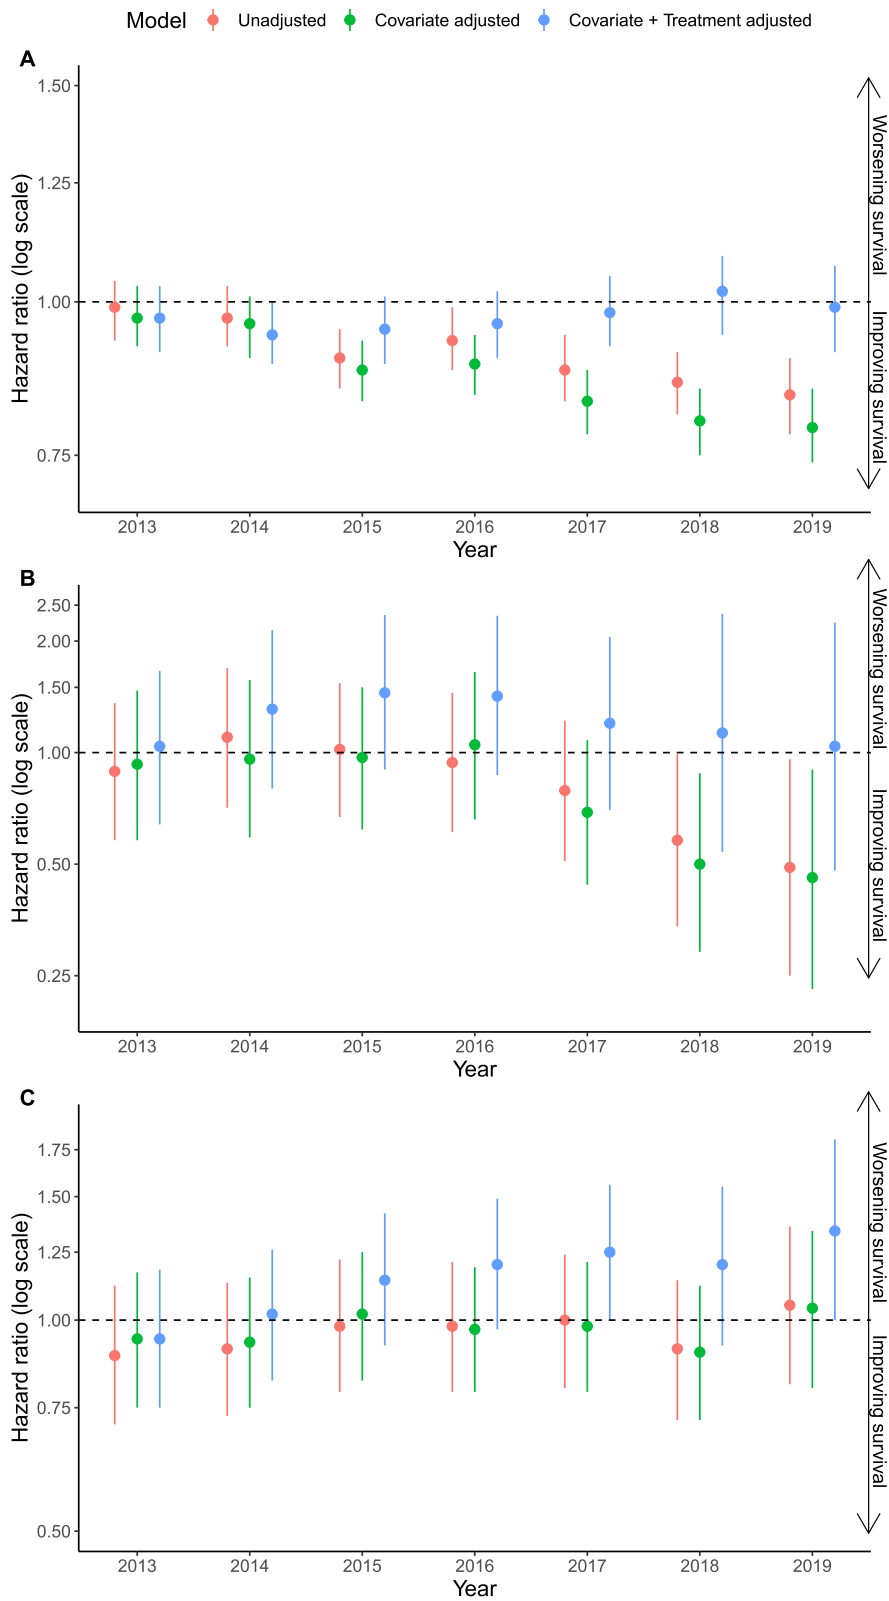 Model Unadjusted Covariate adjusted Covariate + Treatment adjusted
A
1.50
1.25
1.00
0.75
Hazard ratio (log scale)
Worsening survival
Improving survival
2013 2014 2015 2016 2017 2018 2019
Year
B
2.50
2.00
1.50
1.00
0.50
0.25
Hazard ratio (log scale)
Worsening survival
Improving survival
2013 2014 2015 2016 2017 2018 2019
Year
C
1.75
1.50
1.25
1.00
0.75
0.50
Hazard ratio (log scale)
Worsening survival
Improving survival
2013 2014 2015 2016 2017 2018 2019
Year